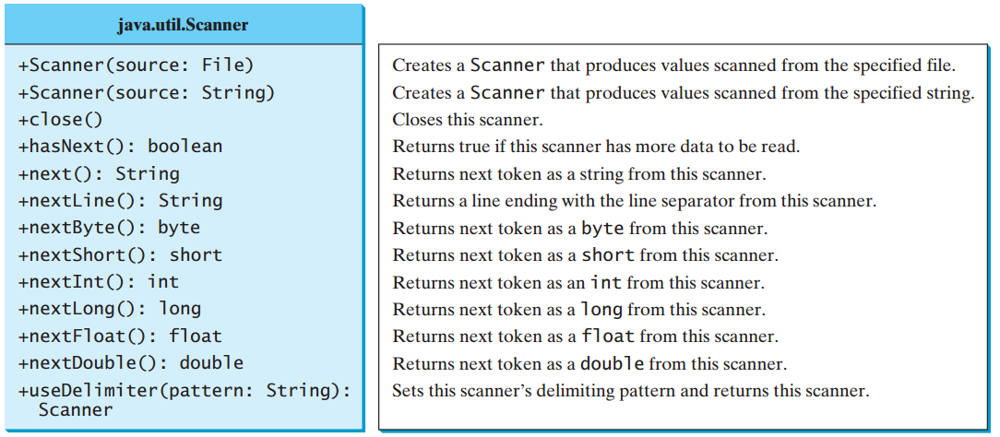 java.util.Scanner
+Scanner(source: File)
Creates a Scanner that produces values scanned from the specified file.
+Scanner(source: String)
Creates a Scanner that produces values scanned from the specified string.
+close()
Closes this scanner.
+hasNext(): boolean
Returns true if this scanner has more data to be read.
+next(): String
Returns next token as a string from this scanner.
+nextLine(): String
Returns a line ending with the line separator from this scanner.
+nextByte(): byte
Returns next token as a byte from this scanner.
+nextShort(): short
Returns next token as a short from this scanner.
+nextInt(): int
Returns next token as an int from this scanner.
+nextLong(): long
Returns next token as a long from this scanner.
+nextFloat(): float
Returns next token as a float from this scanner.
+nextDouble(): double
Returns next token as a double from this scanner.
+useDelimiter(pattern: String):
Scanner
Sets this scanner’s delimiting pattern and returns this scanner.